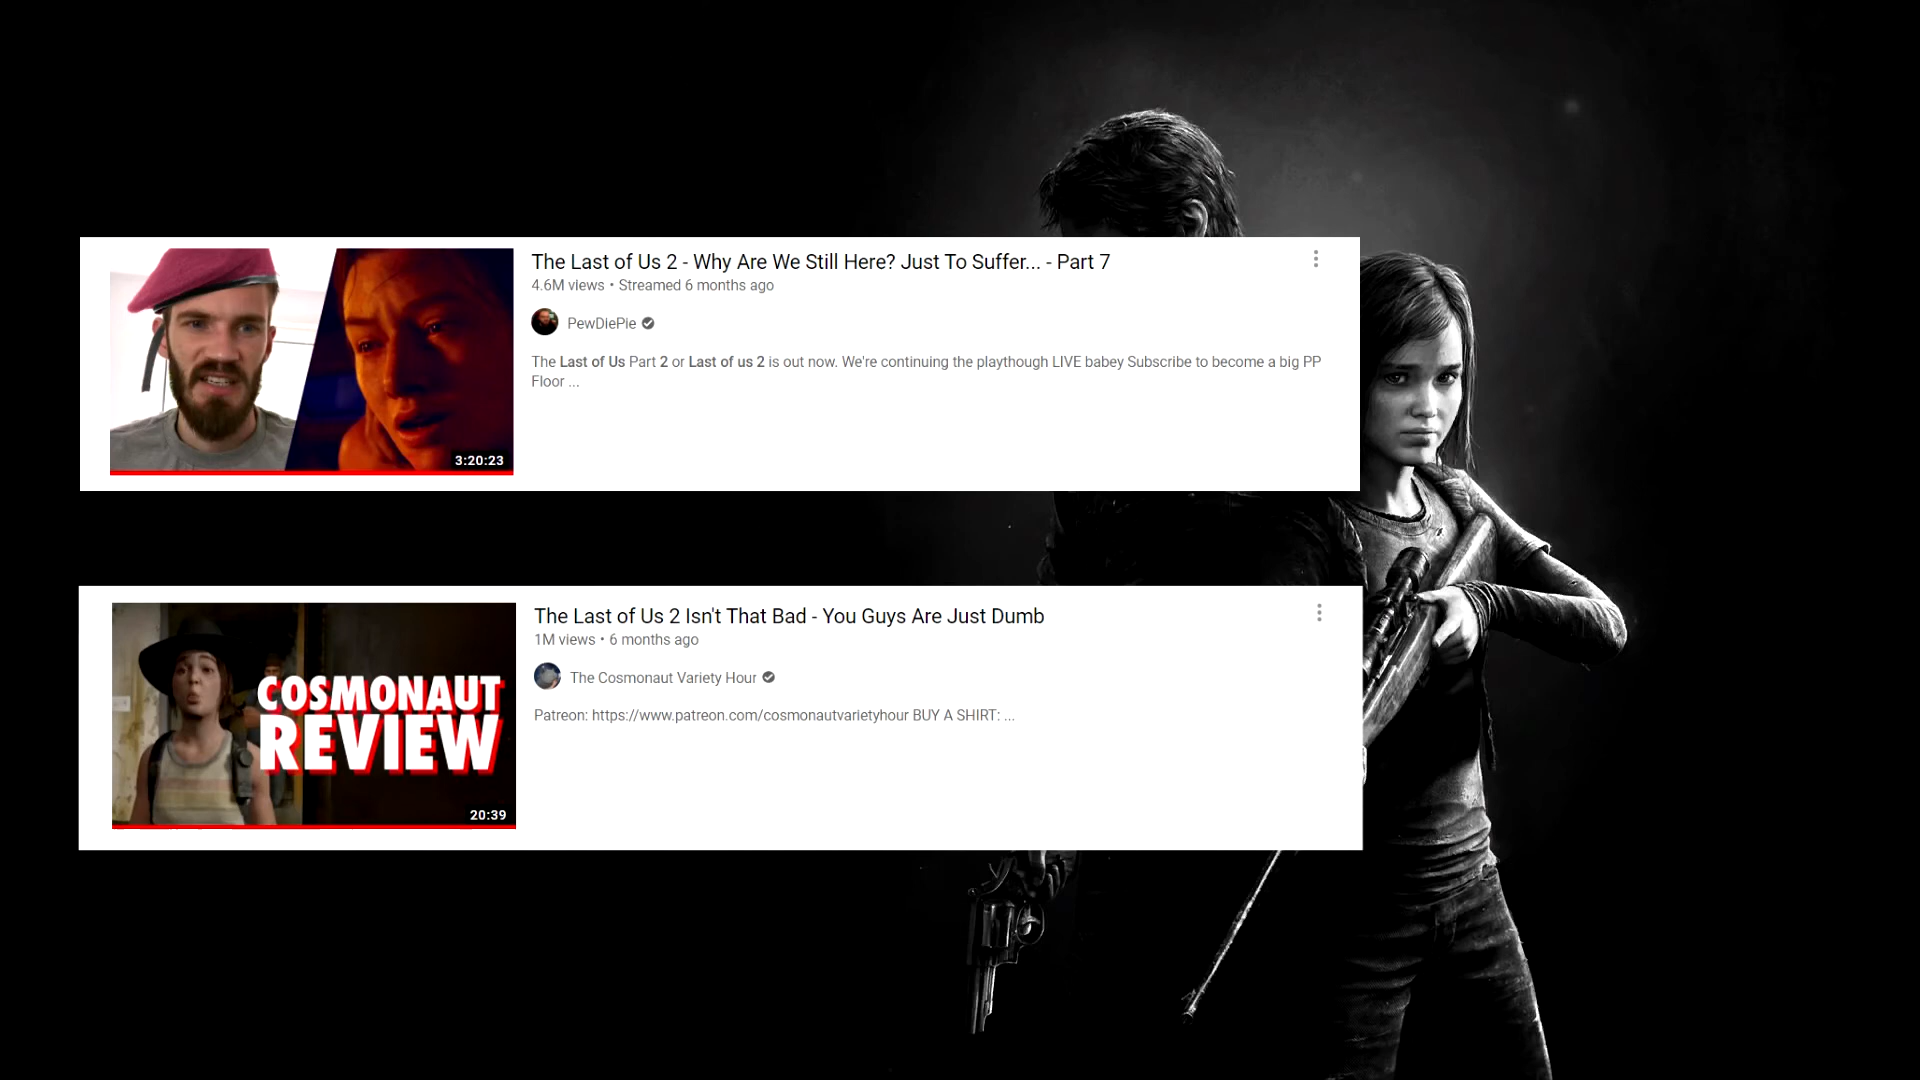 The Last of Us 2 - Why Are We Still Here? Just To Suffer... - Part 7
4.6M views • Streamed 6 months ago
PewDiePie
The Last of Us Part 2 or Last of us 2 is out now. We're continuing the playthough LIVE babey Subscribe to become a big PP
Floor ...
3:20:23
The Last of Us 2 Isn't That Bad - You Guys Are Just Dumb
1M views • 6 months ago
The Cosmonaut Variety Hour
Patreon: https://www.patreon.com/cosmonautvarietyhour BUY A SHIRT: ...
COSMONAUT
REVIEW
20:39